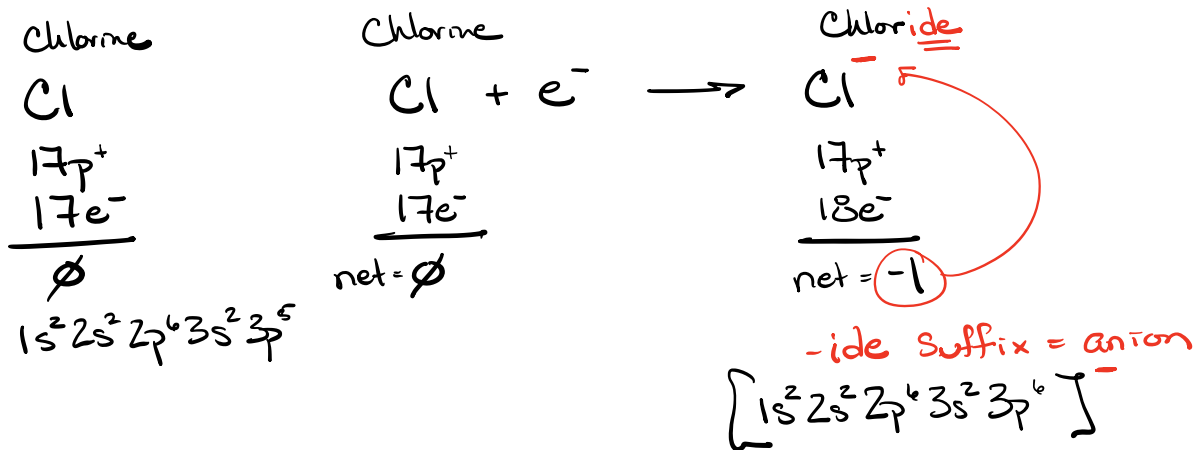 Chlorine
Cl
17p⁺
17e⁻
∅
1s² 2s² 2p⁶ 3s² 3p⁵
Chlorine
Cl + e⁻ ⟶
17p⁺
17e⁻
net = ∅
Chloride
Cl⁻
17p⁺
18e⁻
net = -1
-ide suffix = anion
[1s² 2s² 2p⁶ 3s² 3p⁶]⁻